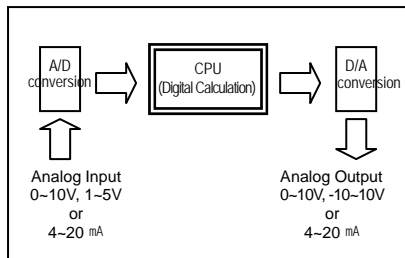 A/D
conversion
CPU
(Digital Calculation)
D/A
conversion
Analog Input
0~10V, 1~5V
or
4~20 ㎃
Analog Output
0~10V, -10~10V
or
4~20 ㎃